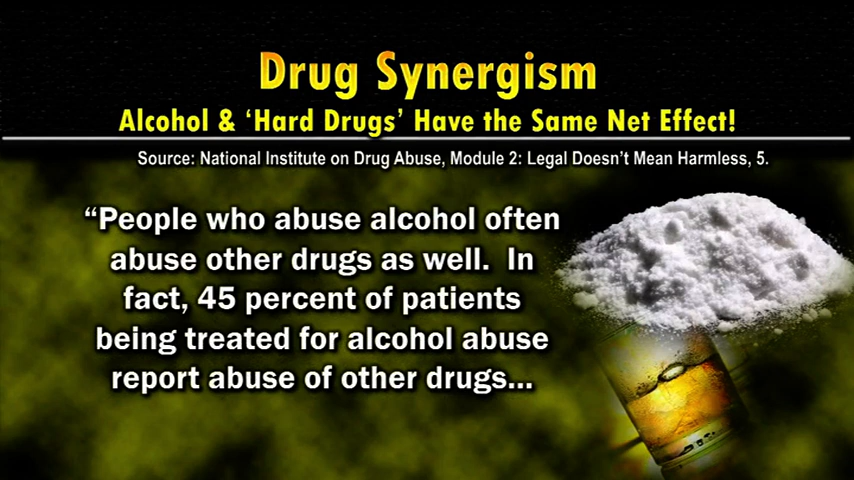 Drug Synergism
Alcohol & ‘Hard Drugs’ Have the Same Net Effect!
Source: National Institute on Drug Abuse, Module 2: Legal Doesn’t Mean Harmless, 5.
“People who abuse alcohol often
abuse other drugs as well.  In
fact, 45 percent of patients
being treated for alcohol abuse
report abuse of other drugs...